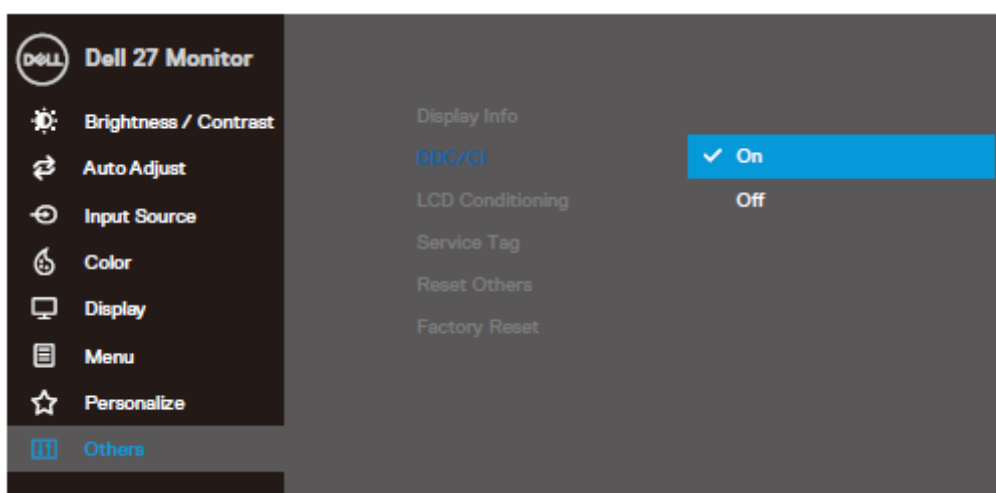 DELL Dell 27 Monitor
Brightness / Contrast
Auto Adjust
Input Source
Color
Display
Menu
Personalize
Others
Display Info
DDC/CI
LCD Conditioning
Service Tag
Reset Others
Factory Reset
On
Off